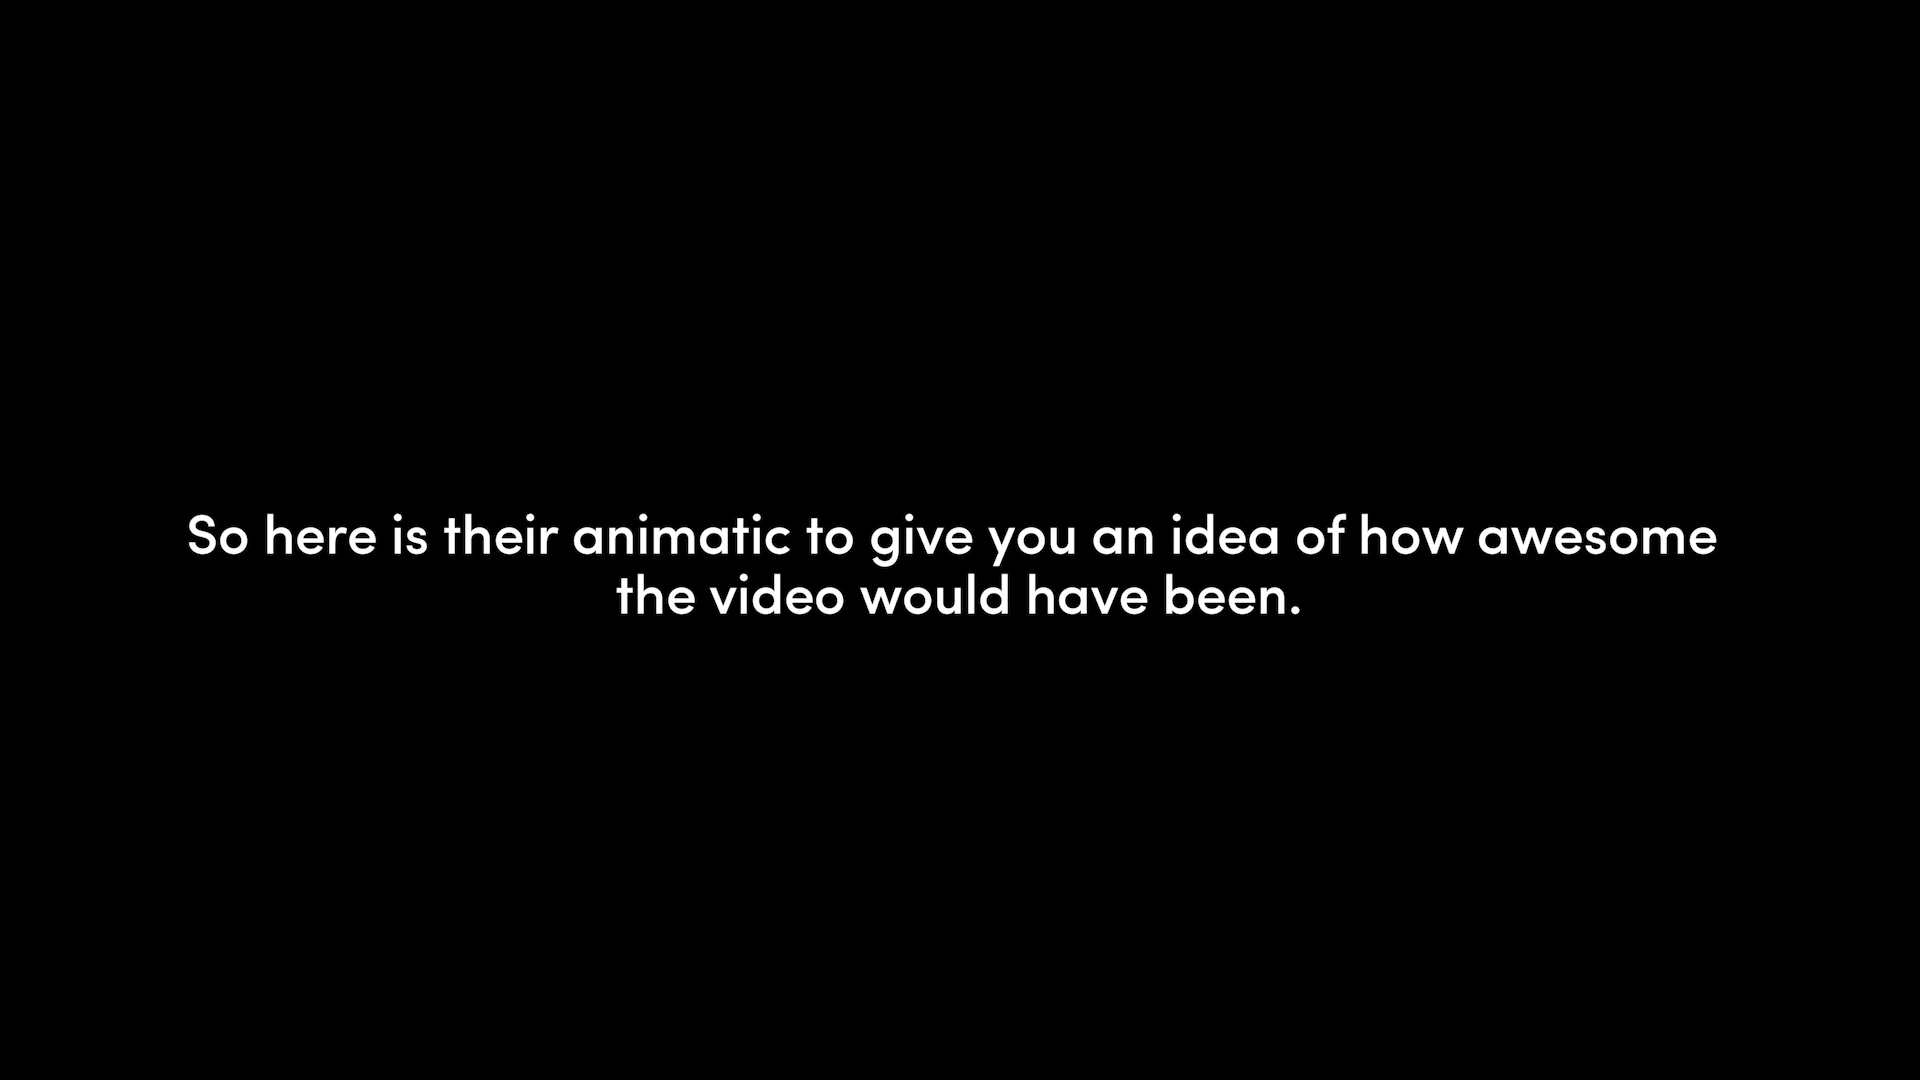 So here is their animatic to give you an idea of how awesome
the video would have been.